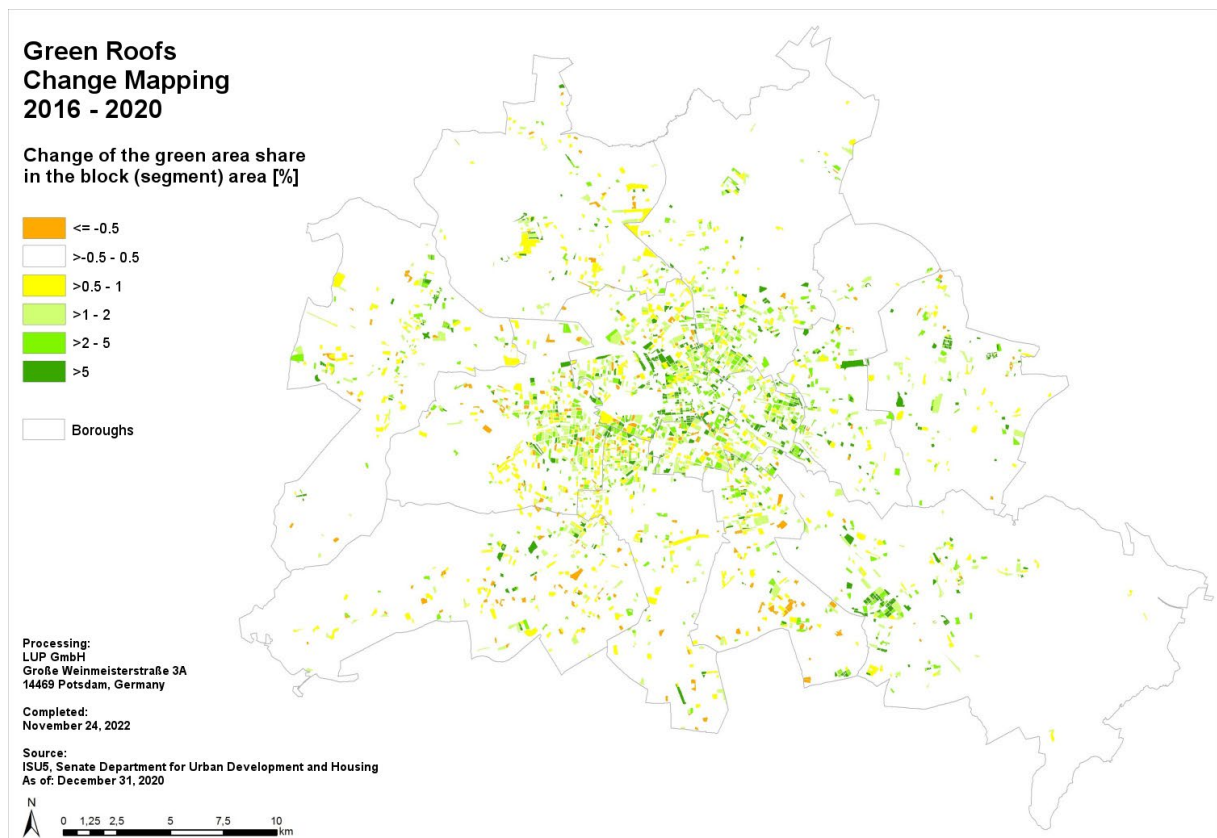 Green Roofs
Change Mapping
2016 - 2020
Change of the green area share
in the block (segment) area [%]
<= -0.5
>-0.5 - 0.5
>0.5 - 1
>1 - 2
>2 - 5
>5
Boroughs
Processing:
LUP GmbH
Große Weinmeisterstraße 3A
14469 Potsdam, Germany
Completed:
November 24, 2022
Source:
ISU5, Senate Department for Urban Development and Housing
As of: December 31, 2020
N
0 1,25 2,5 5 7,5 10
km